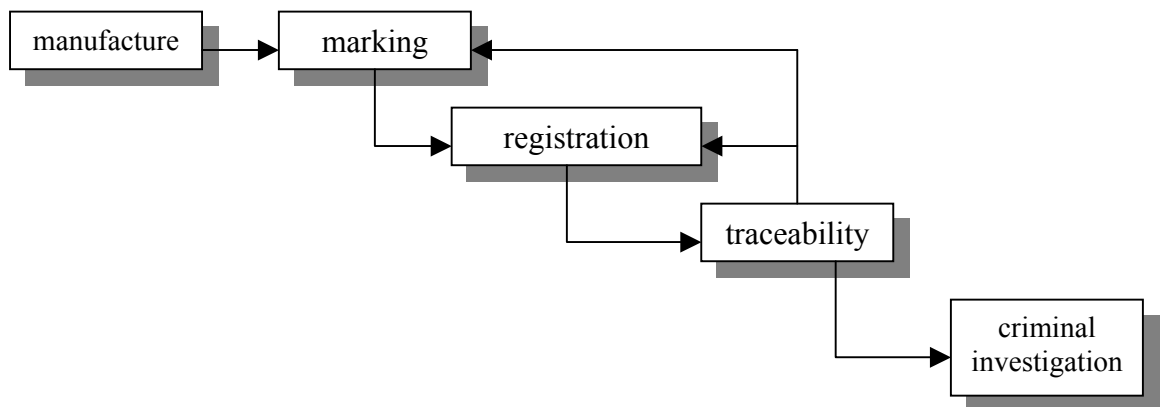 manufacture
marking
registration
traceability
criminal
investigation